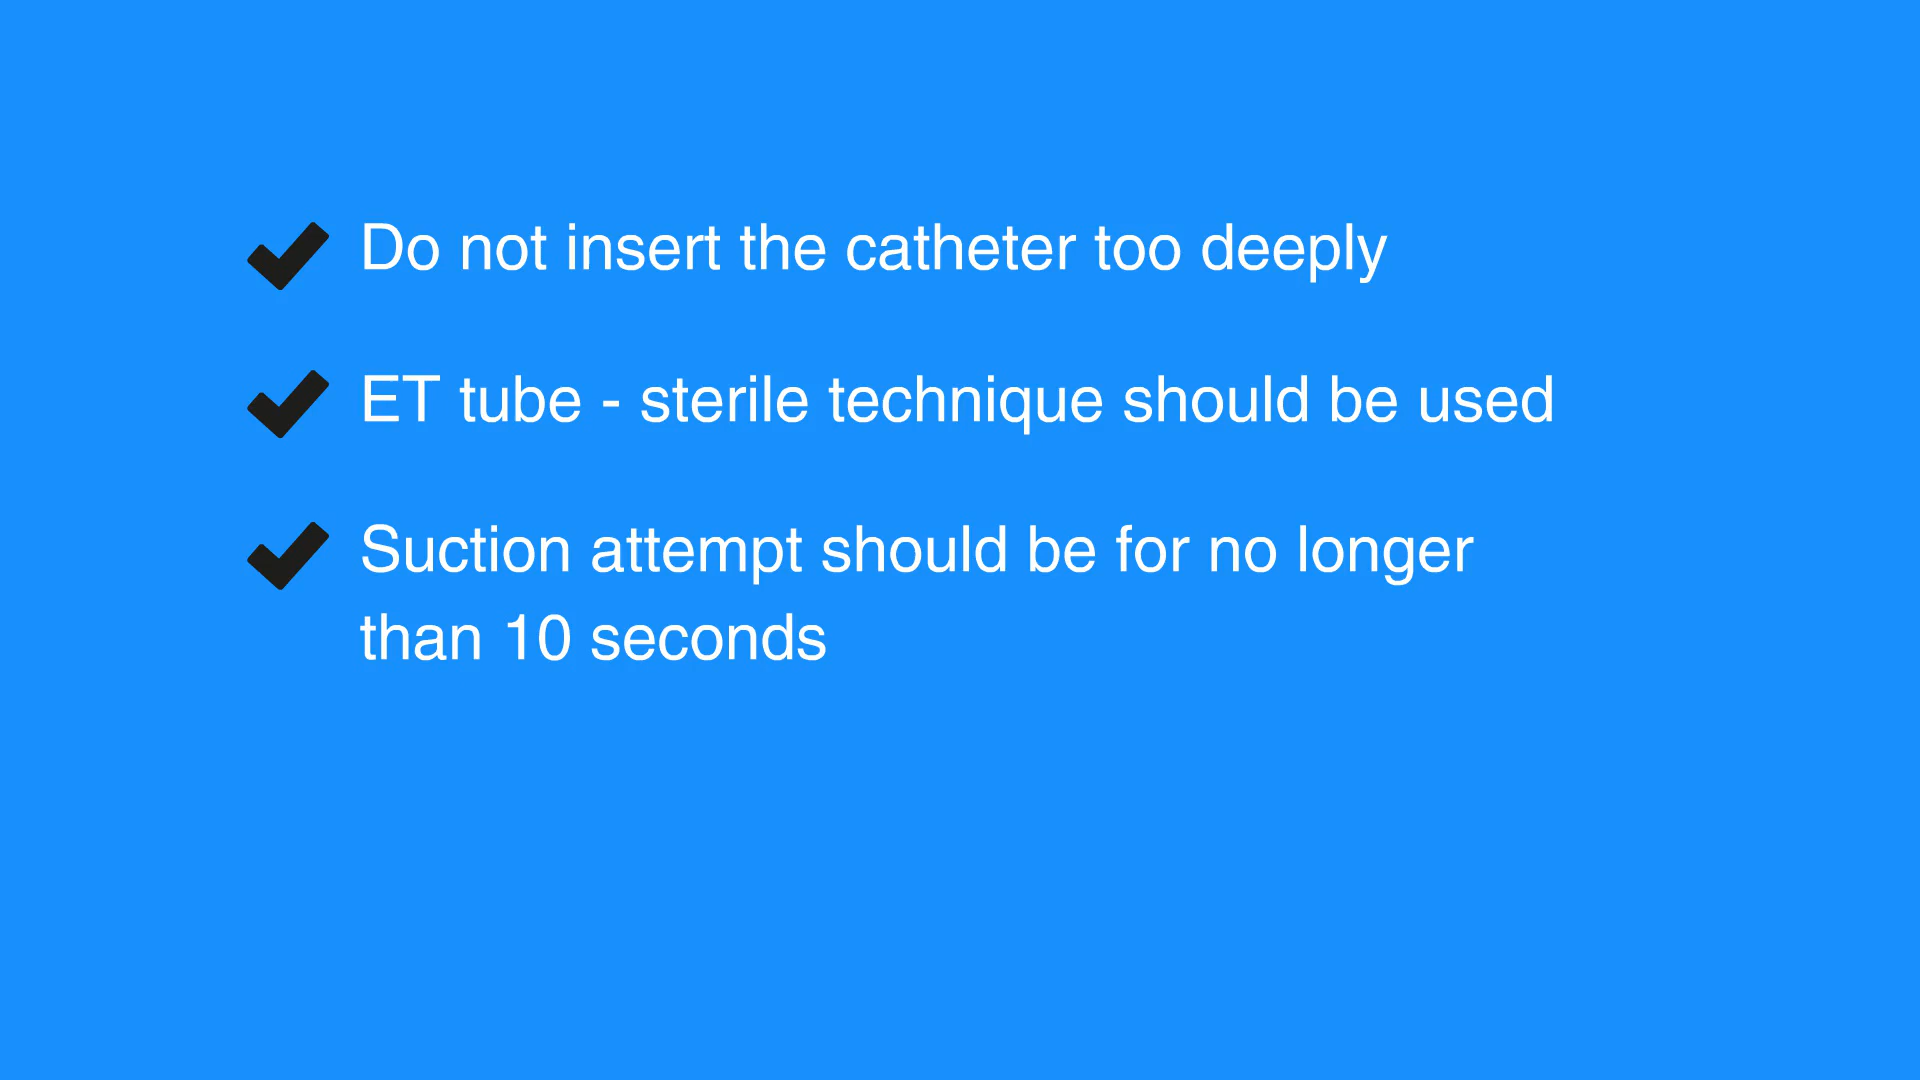 Do not insert the catheter too deeply
ET tube - sterile technique should be used
Suction attempt should be for no longer
than 10 seconds